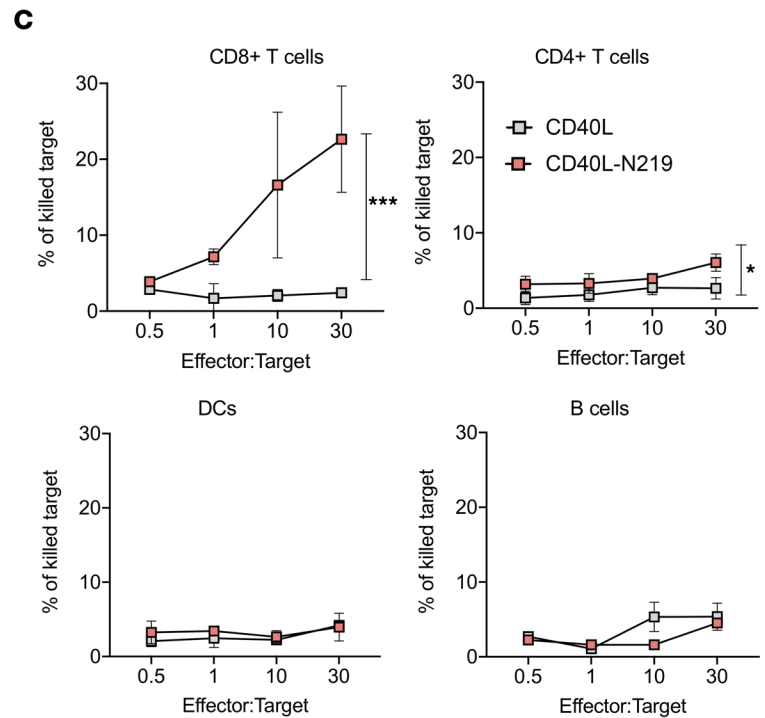 c
CD8+ T cells
% of killed target
30
20
10
0
***
0.5 1 10 30
Effector:Target
CD4+ T cells
% of killed target
30
20
10
0
CD40L
CD40L-N219
*
0.5 1 10 30
Effector:Target
DCs
% of killed target
30
20
10
0
0.5 1 10 30
Effector:Target
B cells
% of killed target
30
20
10
0
0.5 1 10 30
Effector:Target